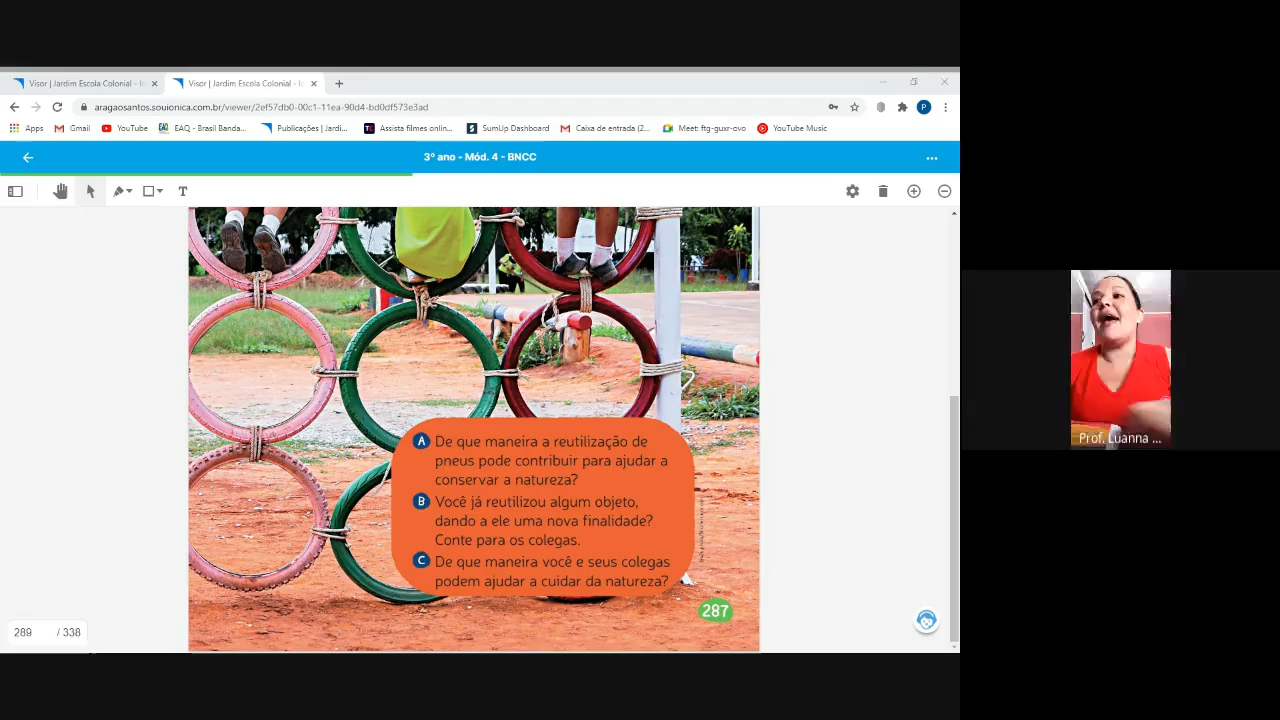 Visor | Jardim Escola Colonial - I
Visor | Jardim Escola Colonial - I
aragaosantos.souionica.com.br/viewer/2ef57db0-00c1-11ea-90d4-bd0df573e3ad
P
Apps
Gmail
YouTube
EAQ - Brasil Banda...
Publicações | Jardi...
Assista filmes onlin...
SumUp Dashboard
Caixa de entrada (2...
Meet: ftg-guxr-ovo
YouTube Music
3º ano - Mód. 4 - BNCC
T
A De que maneira a reutilização de
pneus pode contribuir para ajudar a
conservar a natureza?
B Você já reutilizou algum objeto,
dando a ele uma nova finalidade?
Conte para os colegas.
C De que maneira você e seus colegas
podem ajudar a cuidar da natureza?
287
289 / 338
Prof. Luanna ...